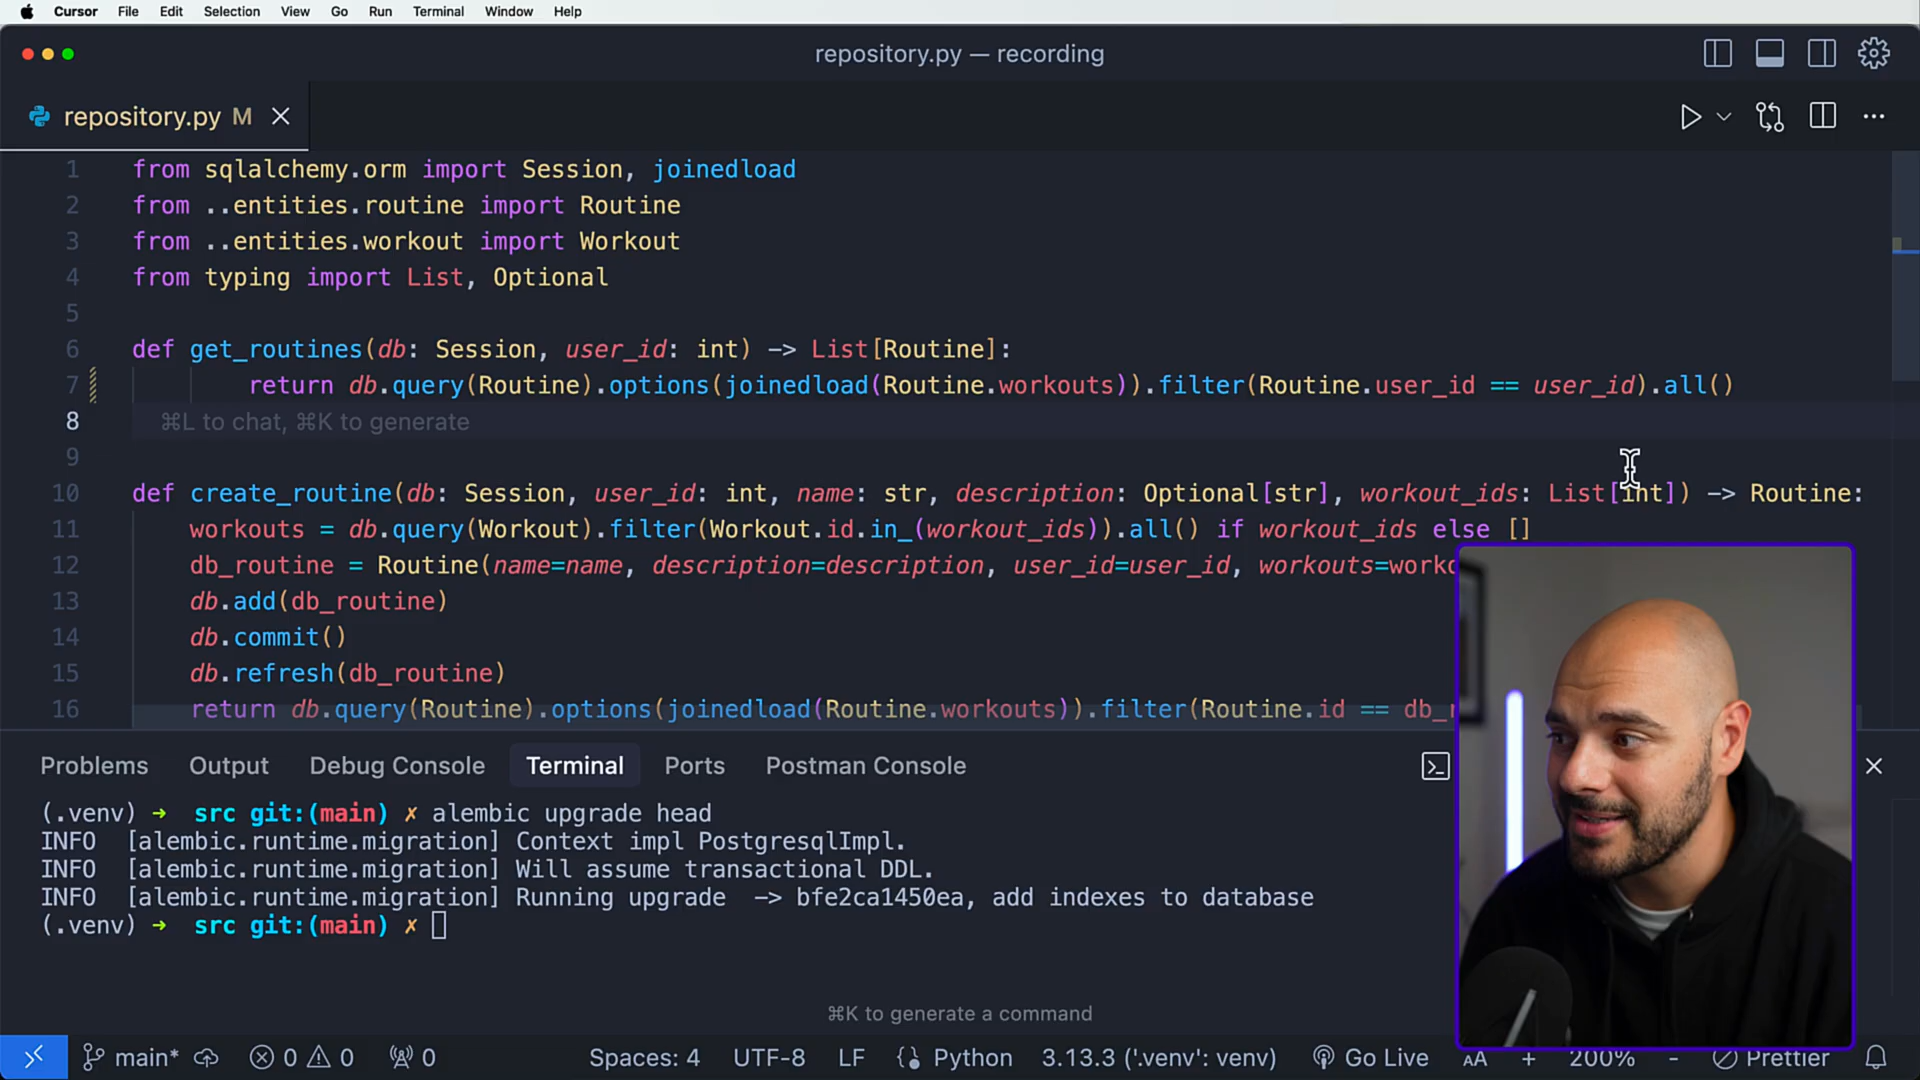 Cursor File Edit Selection View Go Run Terminal Window Help
repository.py — recording
repository.py M
1 from sqlalchemy.orm import Session, joinedload
2 from ..entities.routine import Routine
3 from ..entities.workout import Workout
4 from typing import List, Optional
5
6 def get_routines(db: Session, user_id: int) -> List[Routine]:
7 return db.query(Routine).options(joinedload(Routine.workouts)).filter(Routine.user_id == user_id).all()
8 ⌘L to chat, ⌘K to generate
9
10 def create_routine(db: Session, user_id: int, name: str, description: Optional[str], workout_ids: List[int]) -> Routine:
11 workouts = db.query(Workout).filter(Workout.id.in_(workout_ids)).all() if workout_ids else []
12 db_routine = Routine(name=name, description=description, user_id=user_id, workouts=
13 db.add(db_routine)
14 db.commit()
15 db.refresh(db_routine)
16 return db.query(Routine).options(joinedload(Routine.workouts)).filter(Routine.id ==
Problems Output Debug Console Terminal Ports Postman Console
(.venv) ➜ src git:(main) ✗ alembic upgrade head
INFO [alembic.runtime.migration] Context impl PostgresqlImpl.
INFO [alembic.runtime.migration] Will assume transactional DDL.
INFO [alembic.runtime.migration] Running upgrade -> bfe2ca1450ea, add indexes to database
(.venv) ➜ src git:(main) ✗
⌘K to generate a command
main* 0 0 0 Spaces: 4 UTF-8 LF Python 3.13.3 ('.venv': venv) Go Live AA + 200% - Prettier